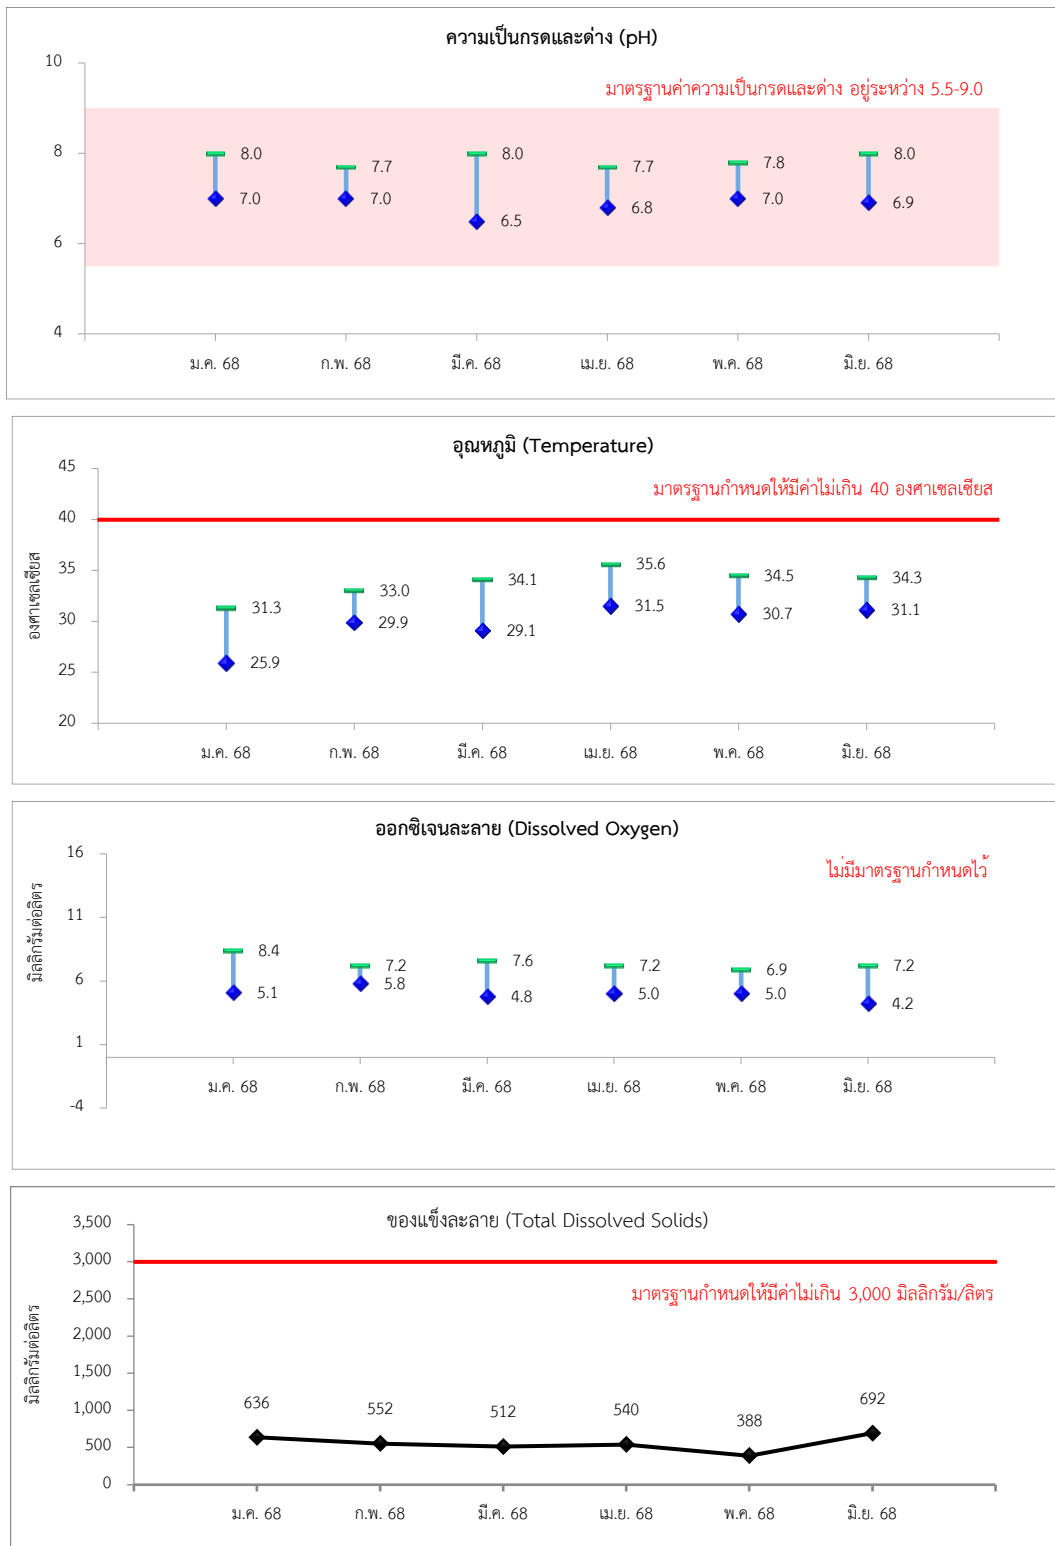 ความเป็นกรดและด่าง (pH)
10
มาตรฐานค่าความเป็นกรดและด่าง อยู่ระหว่าง 5.5-9.0
8
8.0
7.7
8.0
7.7
7.8
8.0
7.0
7.0
6.5
6.8
7.0
6.9
6
4
ม.ค. 68
ก.พ. 68
มี.ค. 68
เม.ย. 68
พ.ค. 68
มิ.ย. 68
อุณหภูมิ (Temperature)
45
มาตรฐานกำหนดให้มีค่าไม่เกิน 40 องศาเซลเซียส
40
องศาเซลเซียส
35
31.3
33.0
34.1
35.6
34.5
34.3
30
25.9
29.9
29.1
31.5
30.7
31.1
25
20
ม.ค. 68
ก.พ. 68
มี.ค. 68
เม.ย. 68
พ.ค. 68
มิ.ย. 68
ออกซิเจนละลาย (Dissolved Oxygen)
16
ไม่มีมาตรฐานกำหนดไว้
มิลลิกรัมต่อลิตร
11
8.4
7.2
7.6
7.2
6.9
7.2
6
5.1
5.8
4.8
5.0
5.0
4.2
1
ม.ค. 68
ก.พ. 68
มี.ค. 68
เม.ย. 68
พ.ค. 68
มิ.ย. 68
-4
ของแข็งละลาย (Total Dissolved Solids)
3,500
3,000
มาตรฐานกำหนดให้มีค่าไม่เกิน 3,000 มิลลิกรัม/ลิตร
2,500
มิลลิกรัมต่อลิตร
2,000
1,500
1,000
636
552
512
540
388
692
500
0
ม.ค. 68
ก.พ. 68
มี.ค. 68
เม.ย. 68
พ.ค. 68
มิ.ย. 68